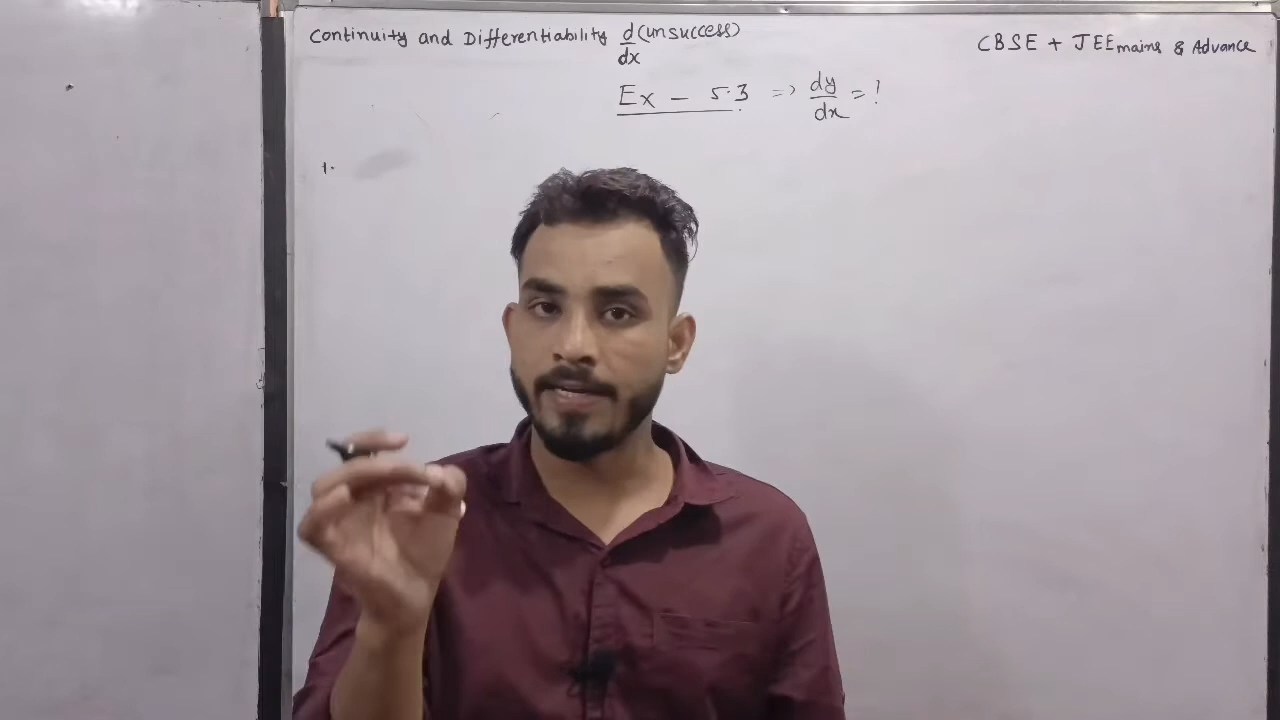 Continuity and Differentiability d/dx (unsuccess)
CBSE + JEE mains & Advance
Ex - 5.3 => dy/dx = !
1.